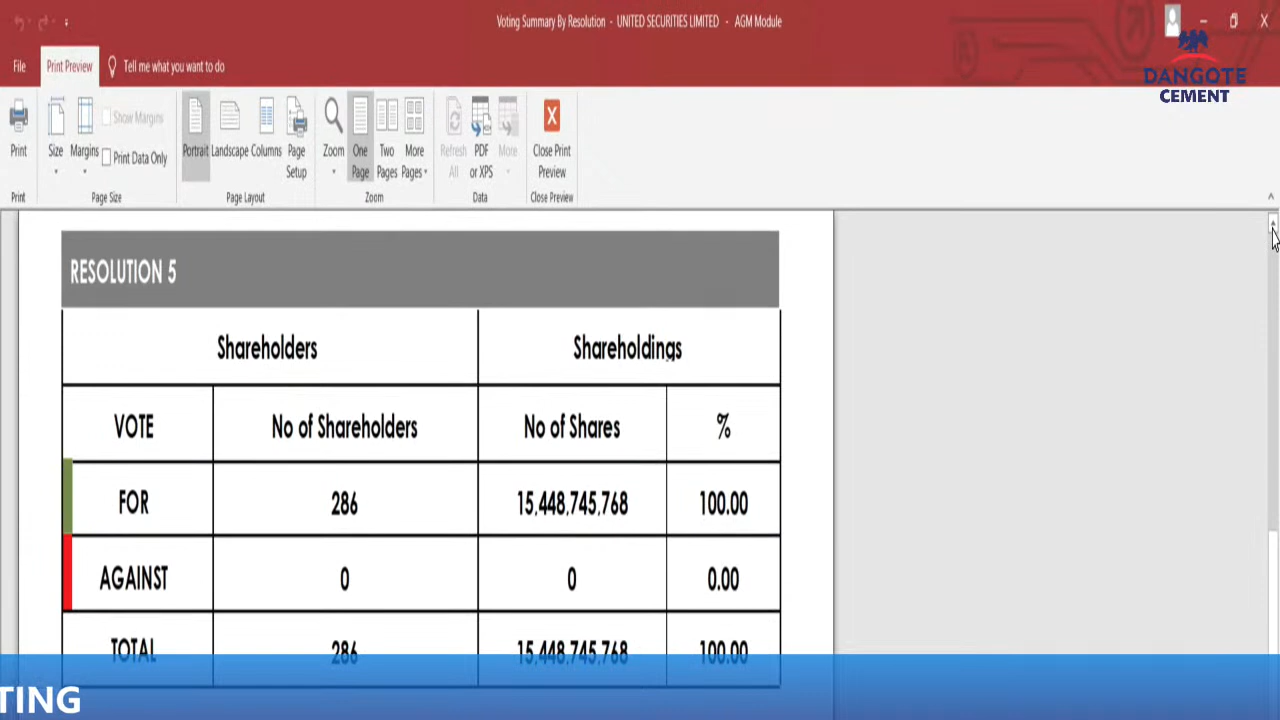 Voting Summary By Resolution - UNITED SECURITIES LIMITED - AGM Module
File Print Preview Tell me what you want to do
DANGOTE
CEMENT
Print
Size
Margins
Show Margins
Print Data Only
Portrait
Landscape
Columns
Page
Setup
Zoom
One
Page
Two
Pages
More
Pages
Refresh
All
PDF
or XPS
More
Close Print
Preview
Print Page Size Page Layout Zoom Data Close Preview
RESOLUTION 5
Shareholders Shareholdings
VOTE No of Shareholders No of Shares %
FOR 286 15,448,745,768 100.00
AGAINST 0 0 0.00
TOTAL 286 15,448,745,768 100.00
TING